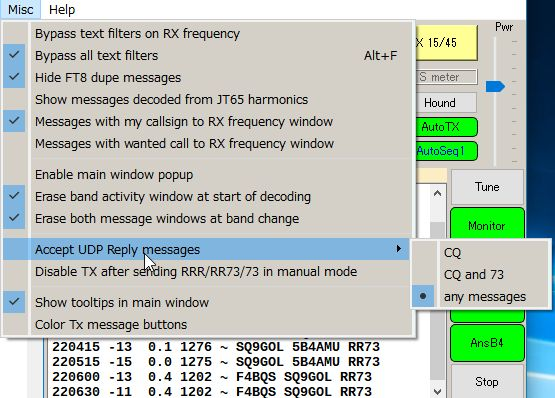 Misc Help
Bypass text filters on RX frequency
Bypass all text filters Alt+F
Hide FT8 dupe messages
Show messages decoded from JT65 harmonics
Messages with my callsign to RX frequency window
Messages with wanted call to RX frequency window
Enable main window popup
Erase band activity window at start of decoding
Erase both message windows at band change
Accept UDP Reply messages
Disable TX after sending RRR/RR73/73 in manual mode
Show tooltips in main window
Color Tx message buttons
CQ
CQ and 73
any messages
Pwr
X 15/45
S meter
Hound
AutoTX
AutoSeq1
Tune
Monitor
AnsB4
Stop
220415 -13 0.1 1276 ~ SQ9GOL 5B4AMU RR73
220515 -15 0.0 1275 ~ SQ9GOL 5B4AMU RR73
220600 -13 0.4 1202 ~ F4BQS SQ9GOL RR73
220630 -11 0.4 1202 ~ F4BQS SQ9GOL RR73